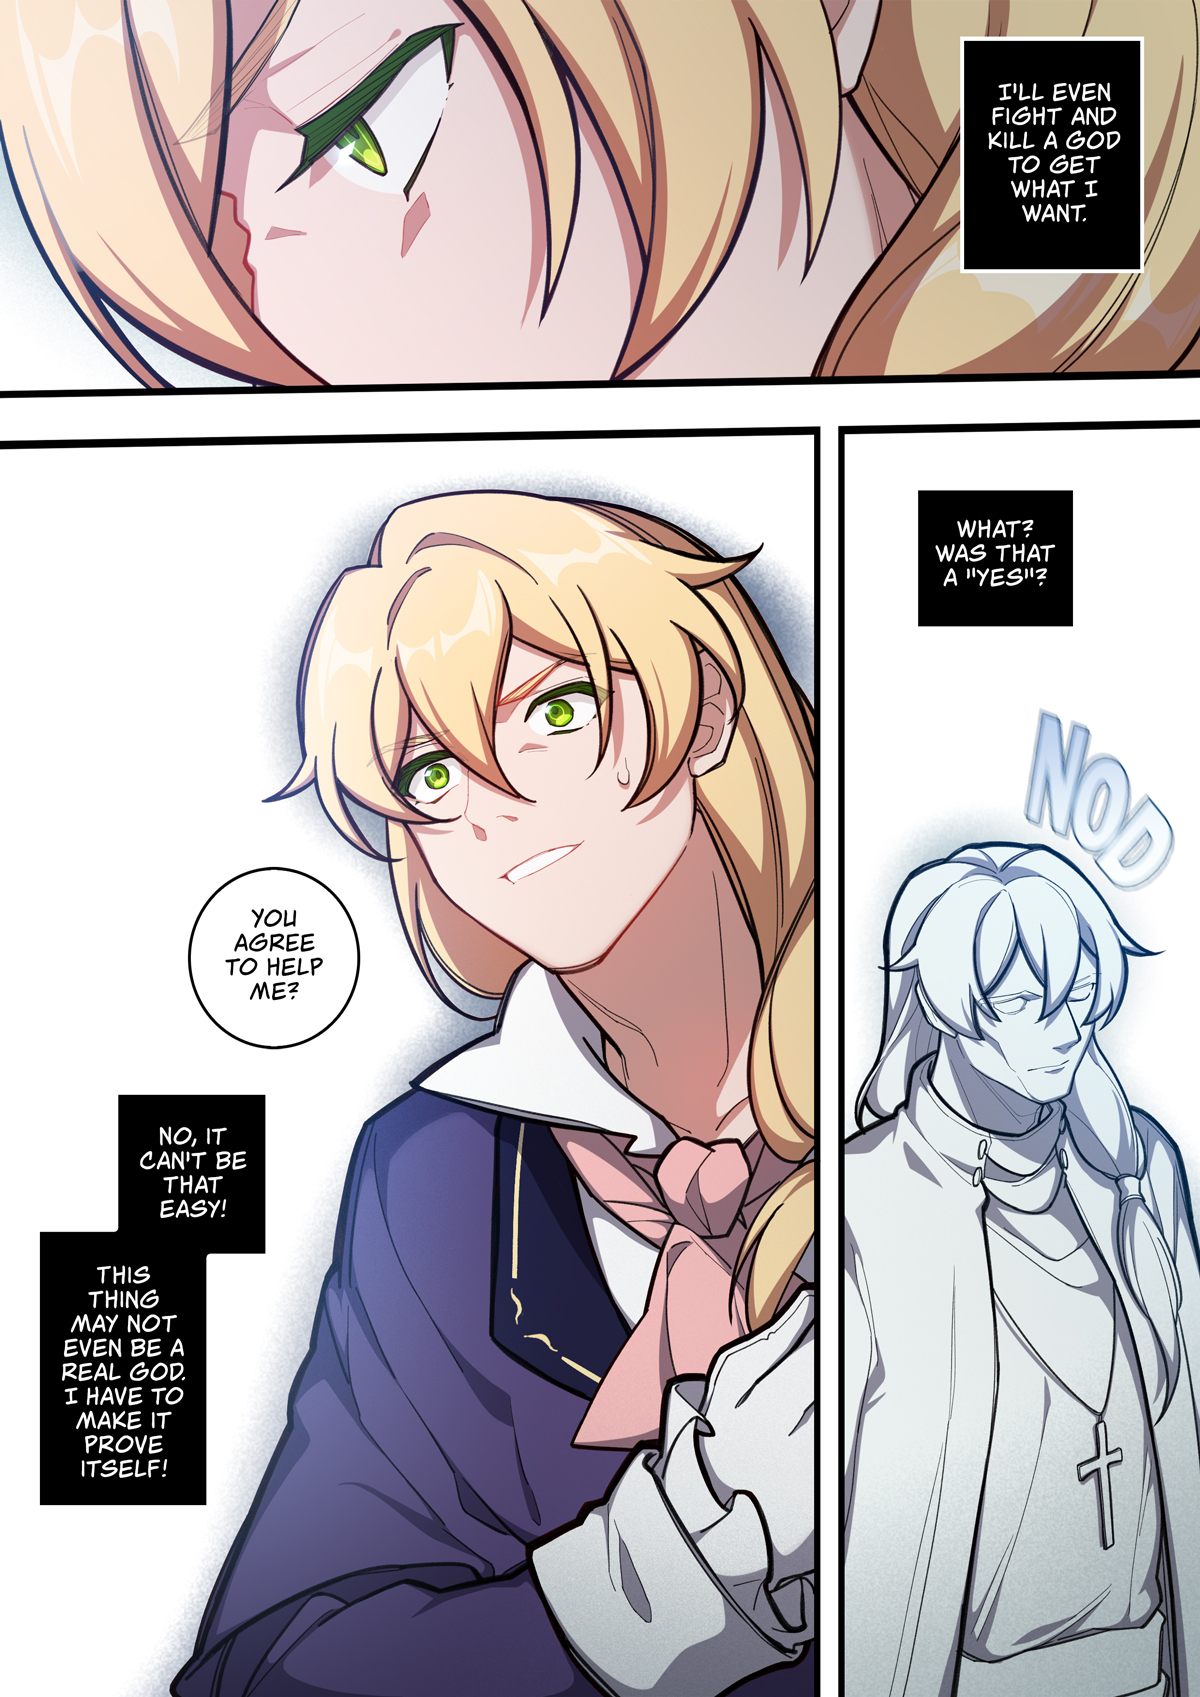 I'LL EVEN
FIGHT AND
KILL A GOD
TO GET
WHAT I
WANT.
WHAT?
WAS THAT
A "YES"?
NOD
YOU
AGREE
TO HELP
ME?
NO, IT
CAN'T BE
THAT
EASY!
THIS
THING
MAY NOT
EVEN BE A
REAL GOD.
I HAVE TO
MAKE IT
PROVE
ITSELF!